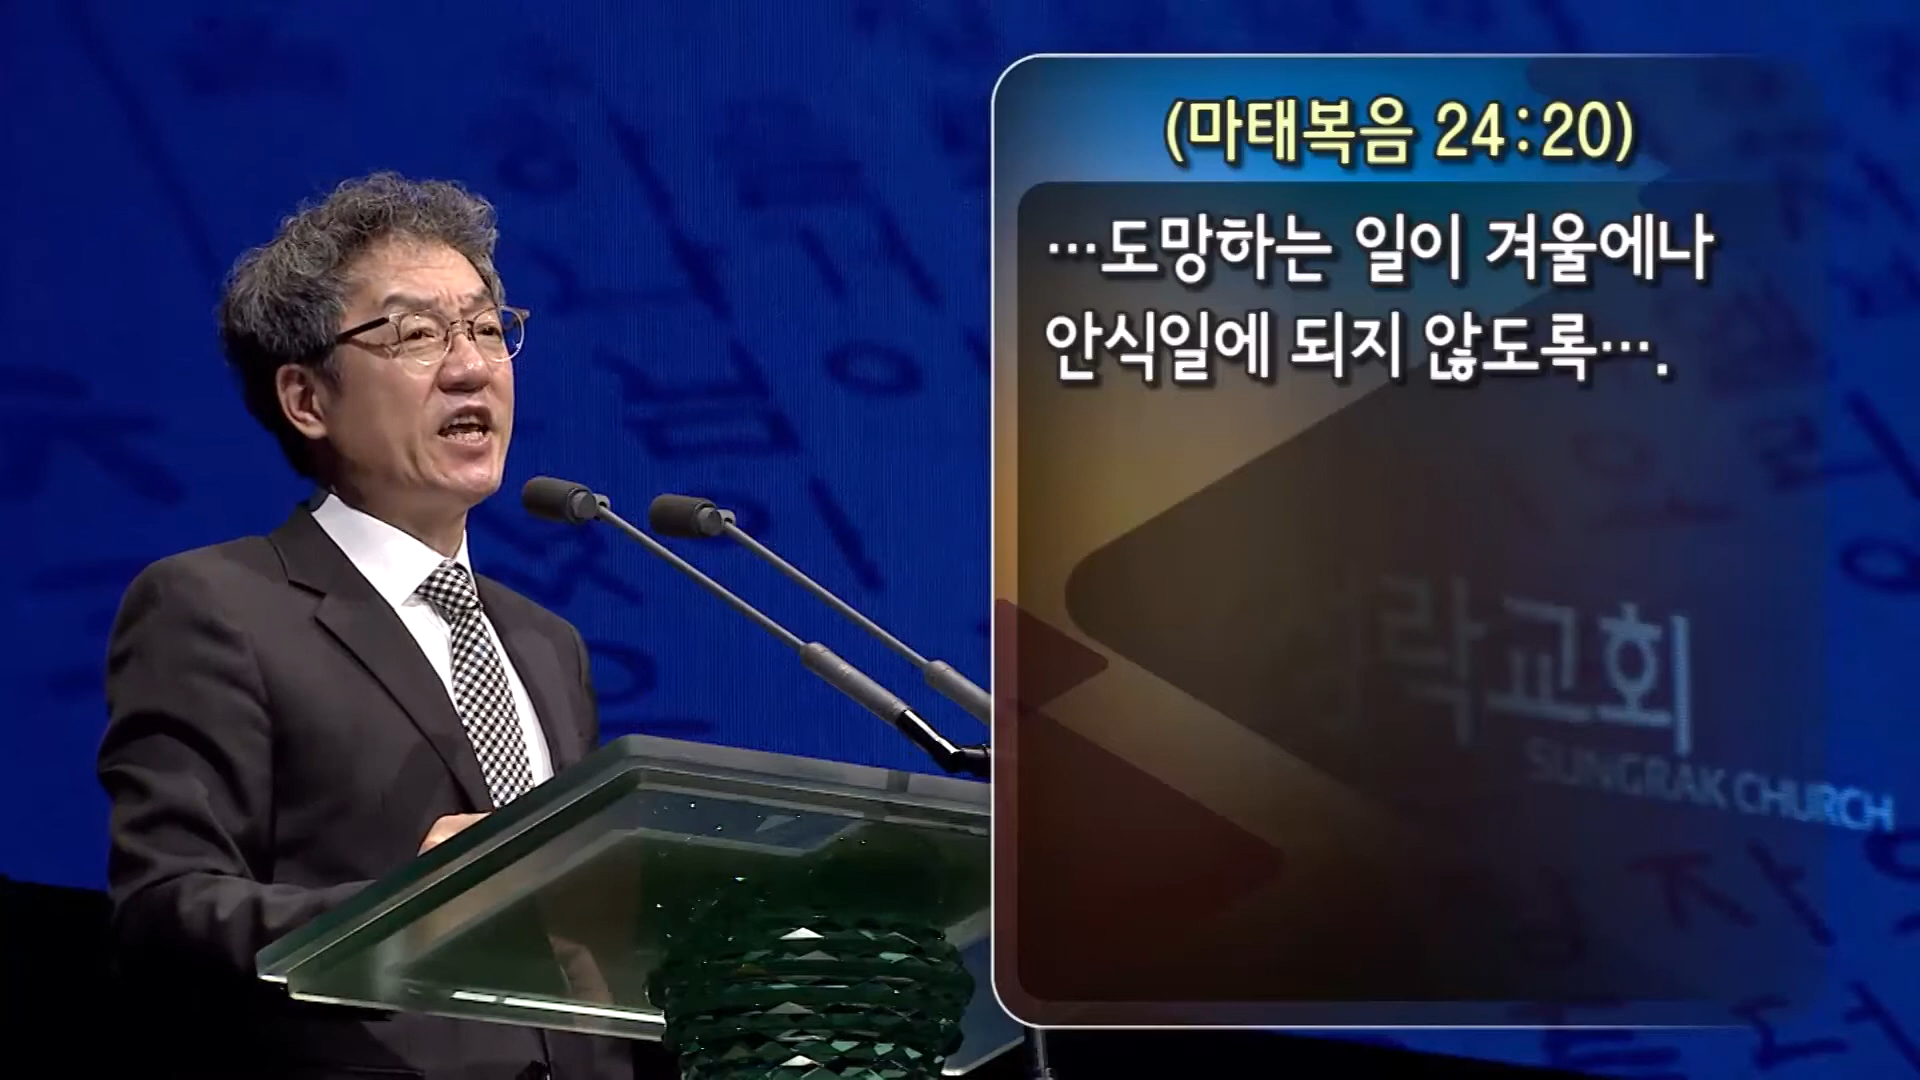 (마태복음 24:20)
…도망하는 일이 겨울에나
안식일에 되지 않도록….
락교회
SUNGRAK CHURCH